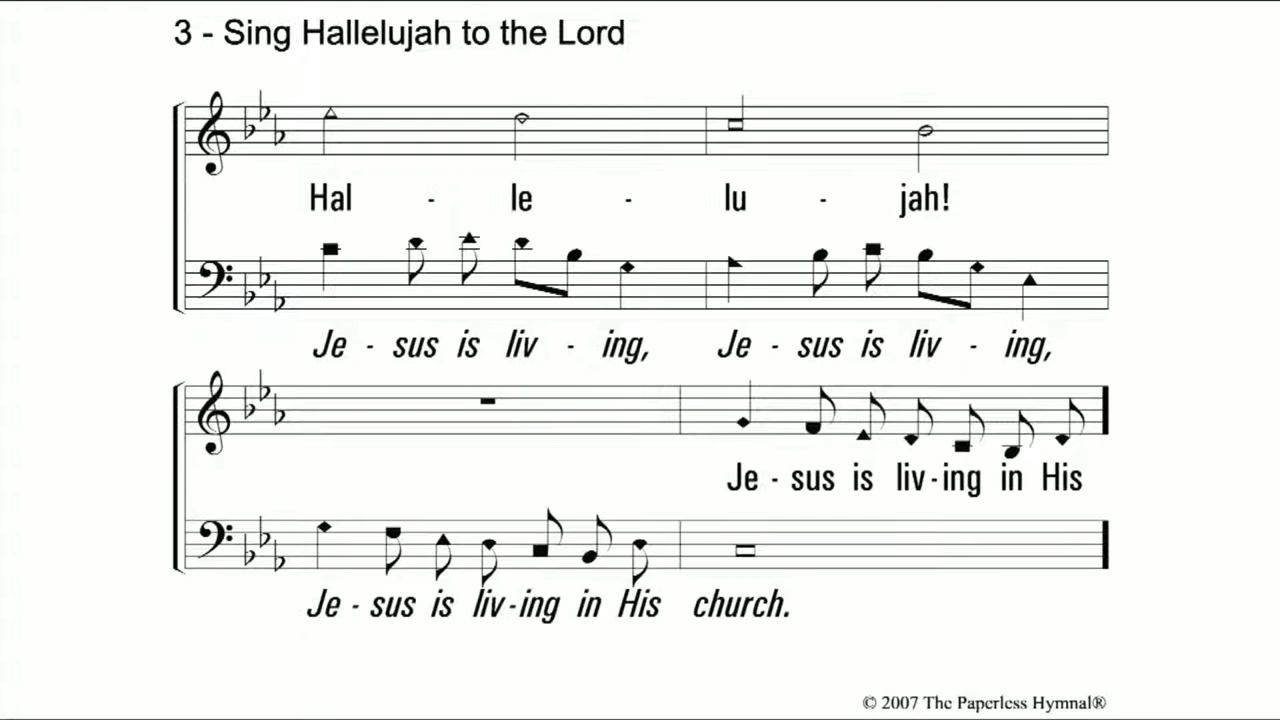 3 - Sing Hallelujah to the Lord
Hal - le - lu - jah!
Je - sus is liv - ing, Je - sus is liv - ing,
Je - sus is liv - ing in His
Je - sus is liv - ing in His church.
© 2007 The Paperless Hymnal®